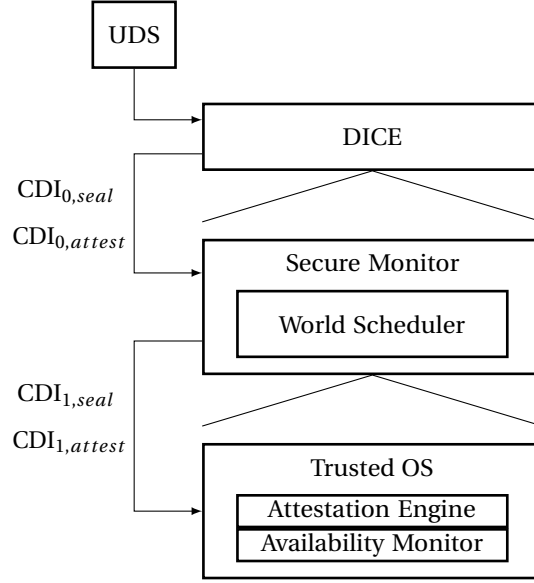 UDS
DICE
CDI0,seal
CDI0,attest
Secure Monitor
World Scheduler
CDI1,seal
CDI1,attest
Trusted OS
Attestation Engine
Availability Monitor